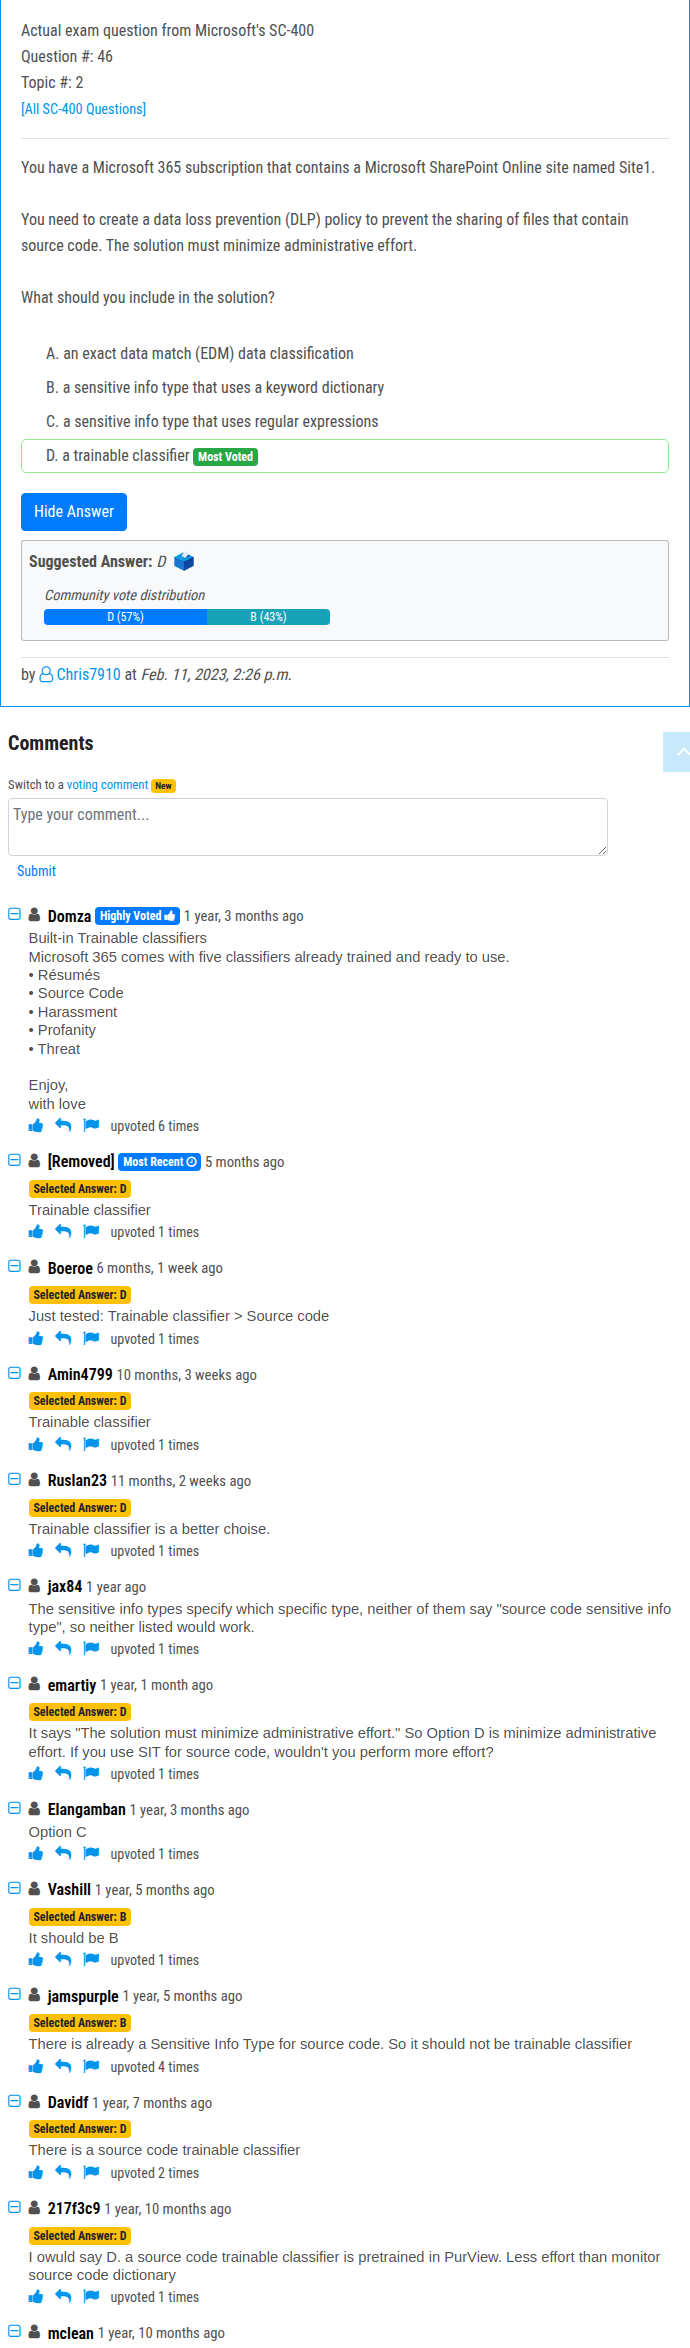 Actual exam question from Microsoft's SC-400
Question #: 46
Topic #: 2
[All SC-400 Questions]
You have a Microsoft 365 subscription that contains a Microsoft SharePoint Online site named Site1.
You need to create a data loss prevention (DLP) policy to prevent the sharing of files that contain
source code. The solution must minimize administrative effort.
What should you include in the solution?
A. an exact data match (EDM) data classification
B. a sensitive info type that uses a keyword dictionary
C. a sensitive info type that uses regular expressions
D. a trainable classifier Most Voted
Hide Answer
Suggested Answer: D
Community vote distribution
D (57%) B (43%)
by Chris7910 at Feb. 11, 2023, 2:26 p.m.
Comments
Switch to a voting comment New
Type your comment...
Submit
Domza Highly Voted 1 year, 3 months ago
Built-in Trainable classifiers
Microsoft 365 comes with five classifiers already trained and ready to use.
• Résumés
• Source Code
• Harassment
• Profanity
• Threat
Enjoy,
with love
upvoted 6 times
[Removed] Most Recent 5 months ago
Selected Answer: D
Trainable classifier
upvoted 1 times
Boeroe 6 months, 1 week ago
Selected Answer: D
Just tested: Trainable classifier > Source code
upvoted 1 times
Amin4799 10 months, 3 weeks ago
Selected Answer: D
Trainable classifier
upvoted 1 times
Ruslan23 11 months, 2 weeks ago
Selected Answer: D
Trainable classifier is a better choise.
upvoted 1 times
jax84 1 year ago
The sensitive info types specify which specific type, neither of them say "source code sensitive info
type", so neither listed would work.
upvoted 1 times
emartiy 1 year, 1 month ago
Selected Answer: D
It says "The solution must minimize administrative effort." So Option D is minimize administrative
effort. If you use SIT for source code, wouldn't you perform more effort?
upvoted 1 times
Elangamban 1 year, 3 months ago
Option C
upvoted 1 times
Vashill 1 year, 5 months ago
Selected Answer: B
It should be B
upvoted 1 times
jamspurple 1 year, 5 months ago
Selected Answer: B
There is already a Sensitive Info Type for source code. So it should not be trainable classifier
upvoted 4 times
Davidf 1 year, 7 months ago
Selected Answer: D
There is a source code trainable classifier
upvoted 2 times
217f3c9 1 year, 10 months ago
Selected Answer: D
I owuld say D. a source code trainable classifier is pretrained in PurView. Less effort than monitor
source code dictionary
upvoted 1 times
mclean 1 year, 10 months ago